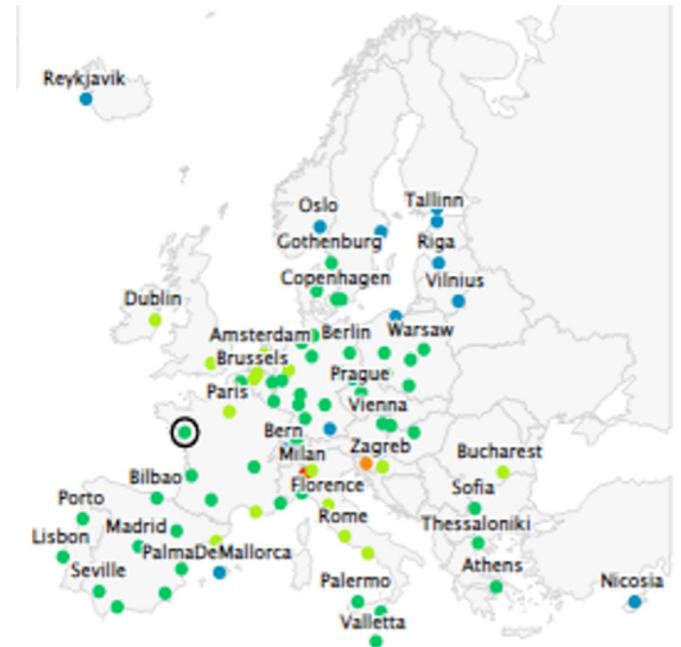 Reykjavik
Oslo
Tallinn
Gothenburg
Riga
Copenhagen
Vilnius
Dublin
Amsterdam
Berlin
Warsaw
Brussels
Prague
Paris
Vienna
Bern
Zagreb
Milan
Bucharest
Bilbao
Florence
Sofia
Porto
Rome
Madrid
Thessaloniki
Lisbon
PalmaDeMallorca
Seville
Athens
Palermo
Nicosia
Valletta